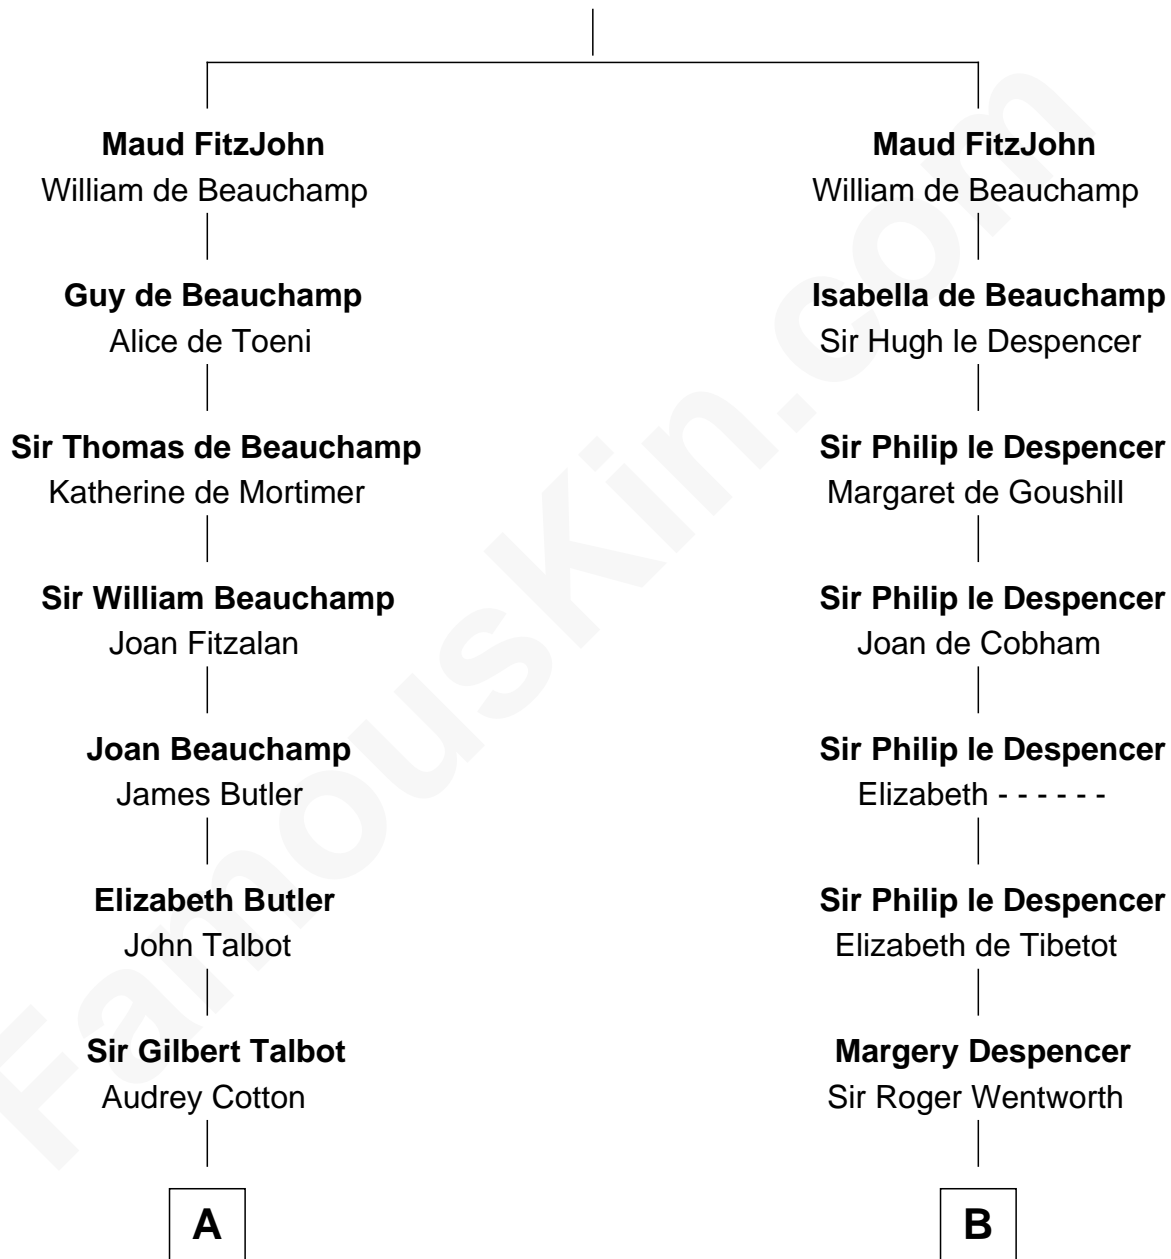 Maud FitzJohn
William de Beauchamp
Guy de Beauchamp
Alice de Toeni
Sir Thomas de Beauchamp
Katherine de Mortimer
Sir William Beauchamp
Joan Fitzalan
Joan Beauchamp
James Butler
Elizabeth Butler
John Talbot
Sir Gilbert Talbot
Audrey Cotton
A
Maud FitzJohn
William de Beauchamp
Isabella de Beauchamp
Sir Hugh le Despencer
Sir Philip le Despencer
Margaret de Goushill
Sir Philip le Despencer
Joan de Cobham
Sir Philip le Despencer
Elizabeth - - - - - -
Sir Philip le Despencer
Elizabeth de Tibetot
Margery Despencer
Sir Roger Wentworth
B
FamousKin.com